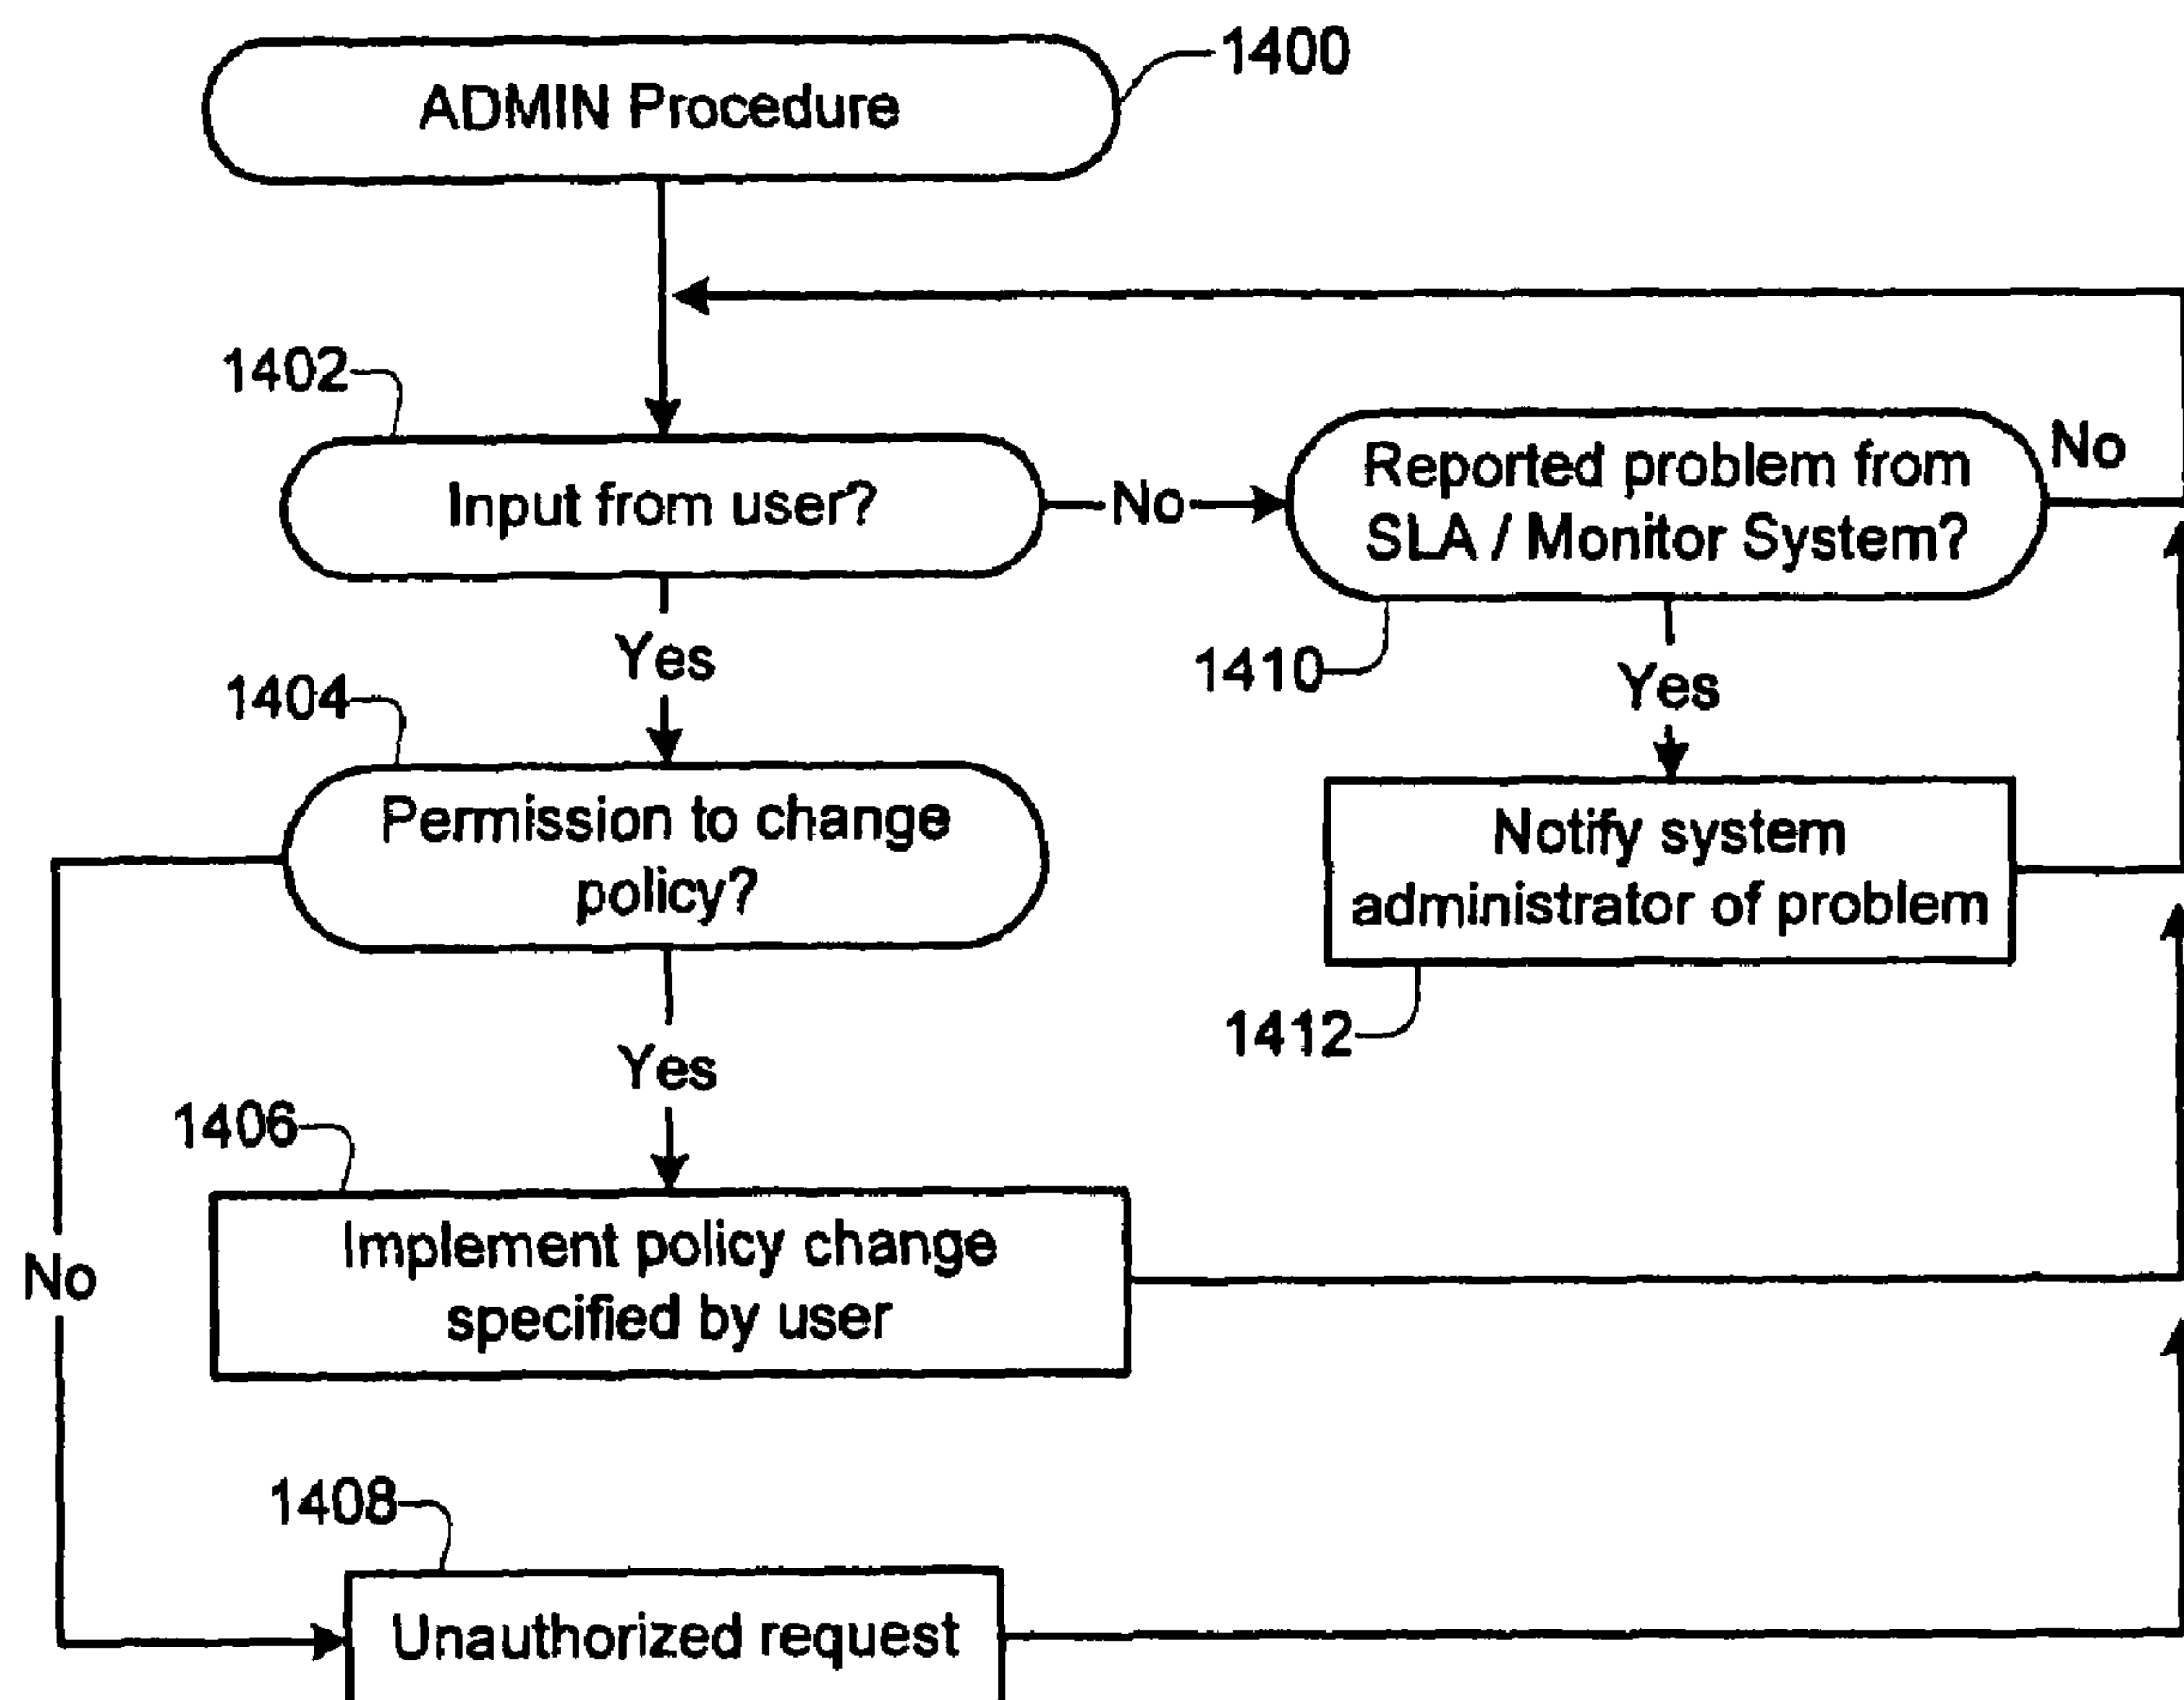 1400
ADMIN Procedure
1402
Input from user?
No
Reported problem from
SLA / Monitor System?
No
1410
Yes
Yes
1404
Permission to change
policy?
Notify system
administrator of problem
1412
Yes
1406
Implement policy change
specified by user
No
1408
Unauthorized request